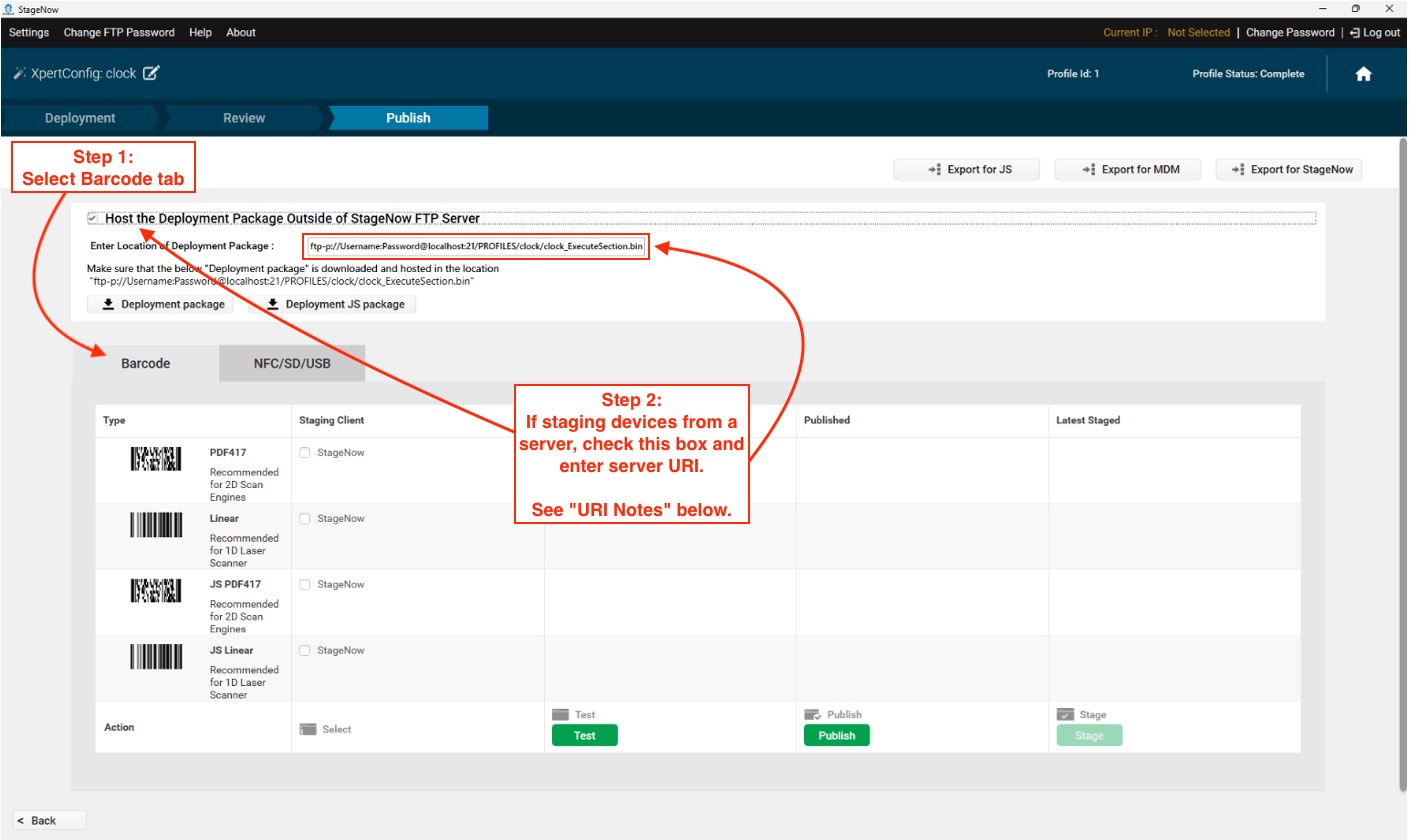 StageNow
Settings Change FTP Password Help About
Current IP : Not Selected | Change Password | Log out
XpertConfig: clock
Profile Id: 1
Profile Status: Complete
Deployment
Review
Publish
Step 1:
Select Barcode tab
Export for JS
Export for MDM
Export for StageNow
Host the Deployment Package Outside of StageNow FTP Server
Enter Location of Deployment Package :
ftp-p://Username:Password@localhost:21/PROFILES/clock/clock_ExecuteSection.bin
Make sure that the below "Deployment package" is downloaded and hosted in the location
"ftp-p://Username:Password@localhost:21/PROFILES/clock/clock_ExecuteSection.bin"
Deployment package
Deployment JS package
Barcode
NFC/SD/USB
Step 2:
If staging devices from a
server, check this box and
enter server URI.
See "URI Notes" below.
Type
Staging Client
Published
Latest Staged
PDF417
Recommended
for 2D Scan
Engines
StageNow
Linear
Recommended
for 1D Laser
Scanner
StageNow
JS PDF417
Recommended
for 2D Scan
Engines
StageNow
JS Linear
Recommended
for 1D Laser
Scanner
StageNow
Action
Select
Test
Test
Publish
Publish
Stage
Stage
< Back